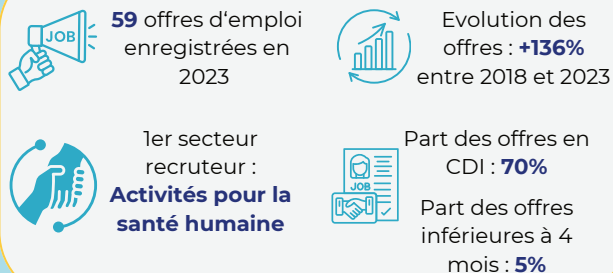 JOB
59 offres d'emploi
enregistrées en
2023
Evolution des
offres : +136%
entre 2018 et 2023
1er secteur
recruteur :
Activités pour la
santé humaine
JOB
Part des offres en
CDI : 70%
Part des offres
inférieures à 4
mois : 5%